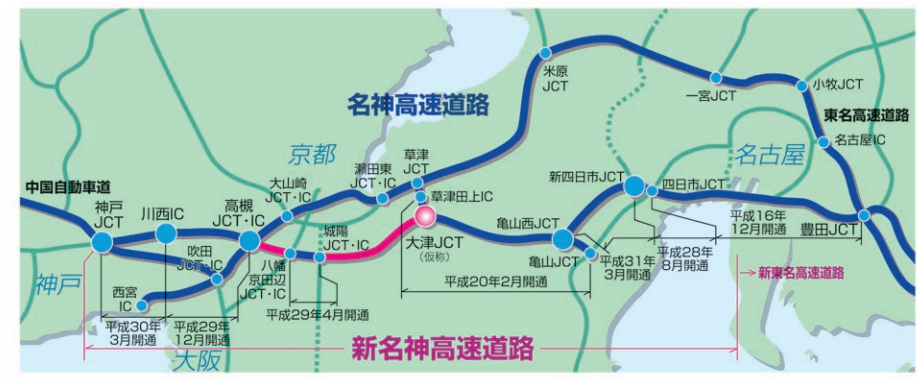 米原
JCT
一宮JCT
小牧JCT
名神高速道路
東名高速道路
名古屋IC
京都
名古屋
瀬田東
JCT・IC
草津
JCT
草津田上IC
新四日市JCT
四日市JCT
中国自動車道
神戸
JCT
川西IC
高槻
JCT・IC
大山崎
JCT・IC
城陽
JCT・IC
大津JCT
(仮称)
亀山西JCT
亀山JCT
平成16年
12月開通
豊田JCT
平成28年
8月開通
平成31年
3月開通
吹田
JCT・IC
八幡
京田辺
JCT・IC
神戸
西宮
IC
平成20年2月開通
新東名高速道路
平成29年4月開通
平成30年
3月開通
平成29年
12月開通
大阪
新名神高速道路